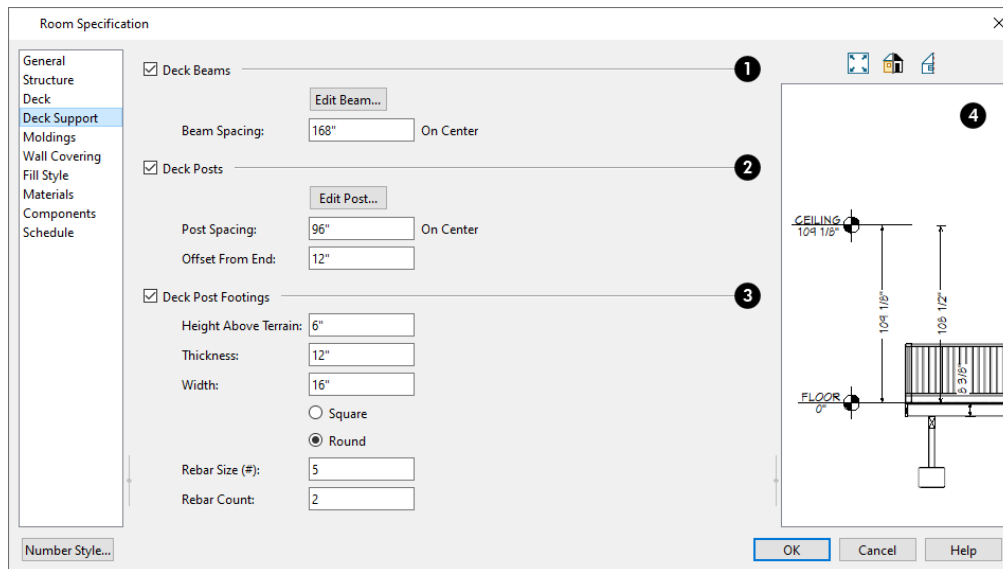 Room Specification
General
Structure
Deck
Deck Support
Moldings
Wall Covering
Fill Style
Materials
Components
Schedule
Deck Beams
1
Edit Beam...
Beam Spacing: 168" On Center
Deck Posts
2
Edit Post...
Post Spacing: 96" On Center
Offset From End: 12"
Deck Post Footings
3
Height Above Terrain: 6"
Thickness: 12"
Width: 16"
Square
Round
Rebar Size (#): 5
Rebar Count: 2
4
CEILING
109 1/8"
109 1/8"
108 1/2"
8 3/8"
FLOOR
0"
Number Style...
OK Cancel Help